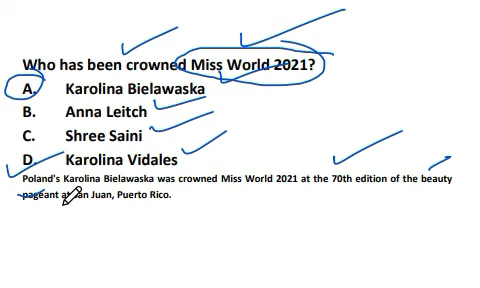 Who has been crowned Miss World 2021?
A. Karolina Bielawaska
B. Anna Leitch
C. Shree Saini
D. Karolina Vidales
Poland's Karolina Bielawaska was crowned Miss World 2021 at the 70th edition of the beauty
pageant at San Juan, Puerto Rico.